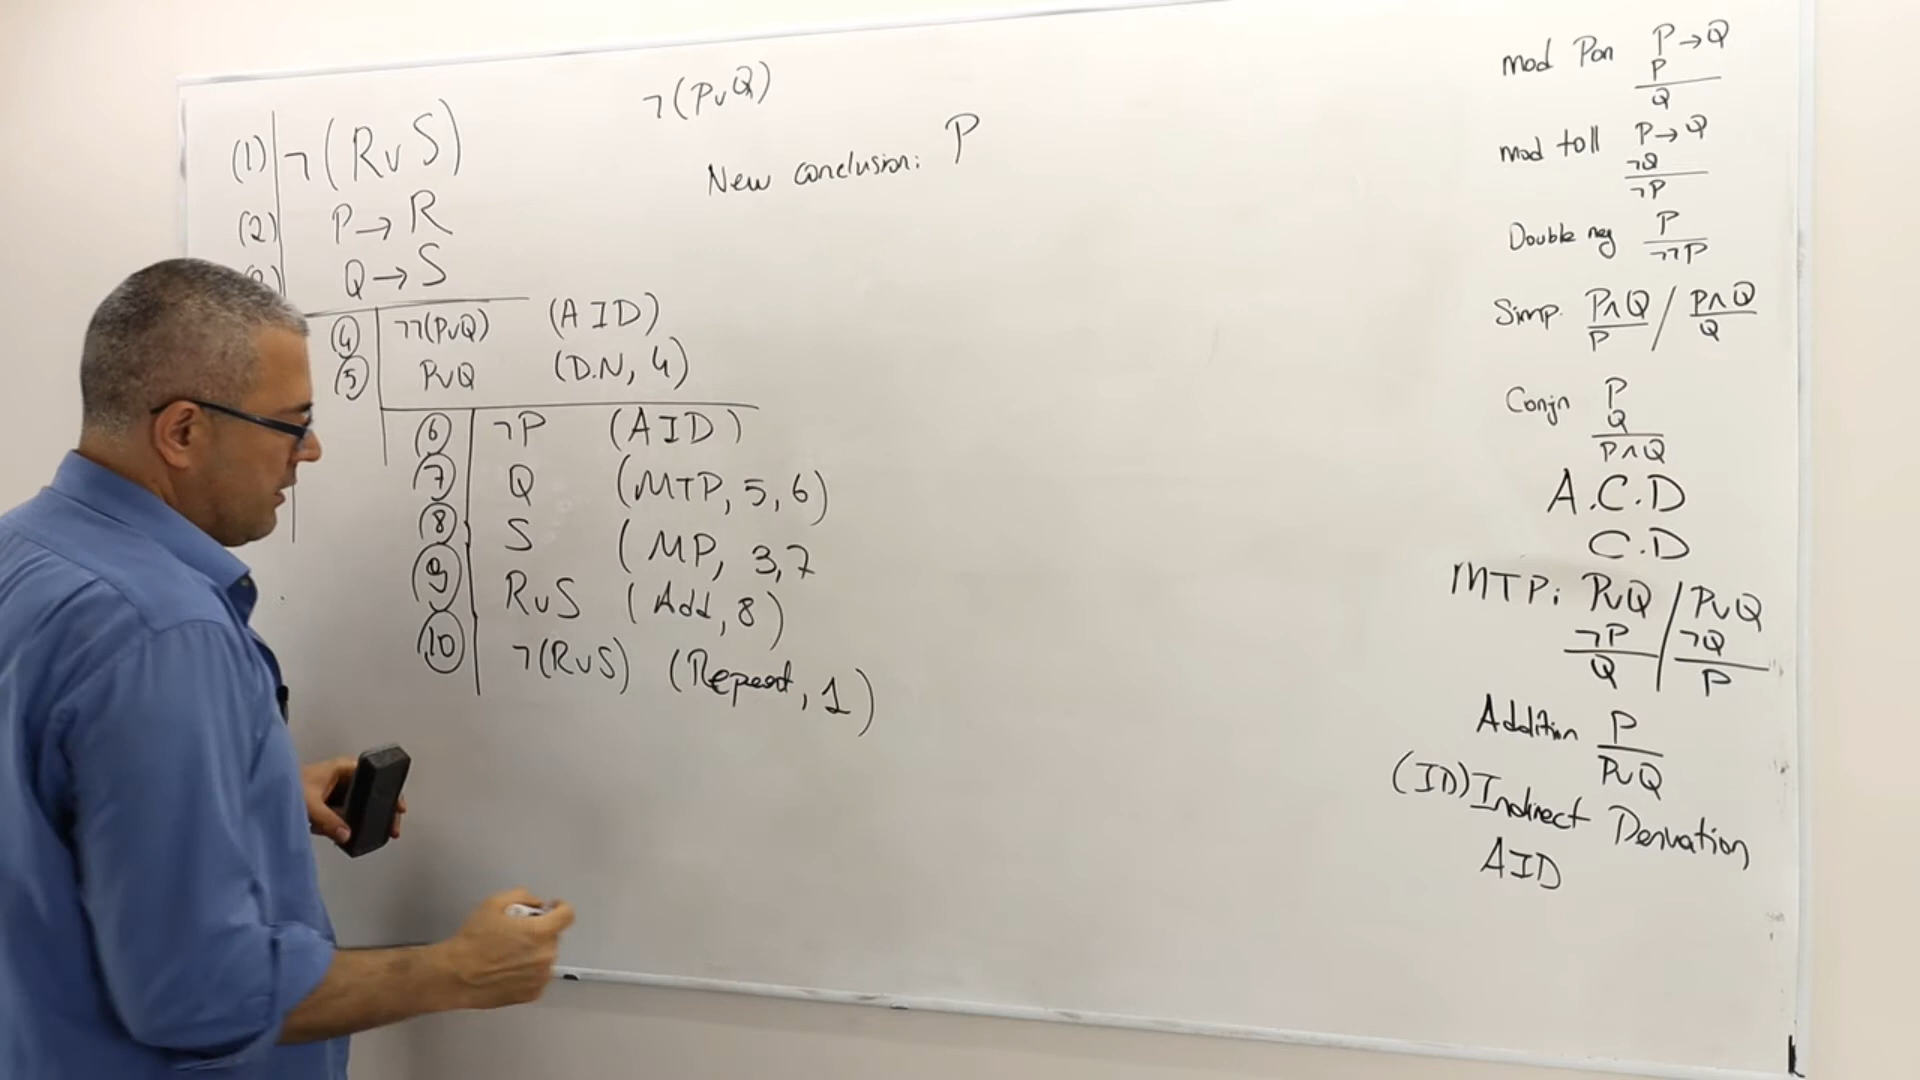 ¬(P∨Q)
New conclusion: P
(1) ¬(R∨S)
(2) P→R
Q→S
④ ¬¬(P∨Q) (AID)
⑤ P∨Q (D.N, 4)
⑥ ¬P (AID)
⑦ Q (MTP, 5, 6)
⑧ S (MP, 3,7
⑨ R∨S (Add, 8)
⑩ ¬(R∨S) (Repeat, 1)
mod Pon P→Q
P
Q
mod toll P→Q
¬Q
¬P
Double neg P
¬¬P
Simp. P∧Q / P∧Q
P Q
Conjn P
Q
P∧Q
A.C.D
C.D
MTP: P∨Q / P∨Q
¬P ¬Q
Q P
Addition P
P∨Q
(ID) Indirect Derivation
AID